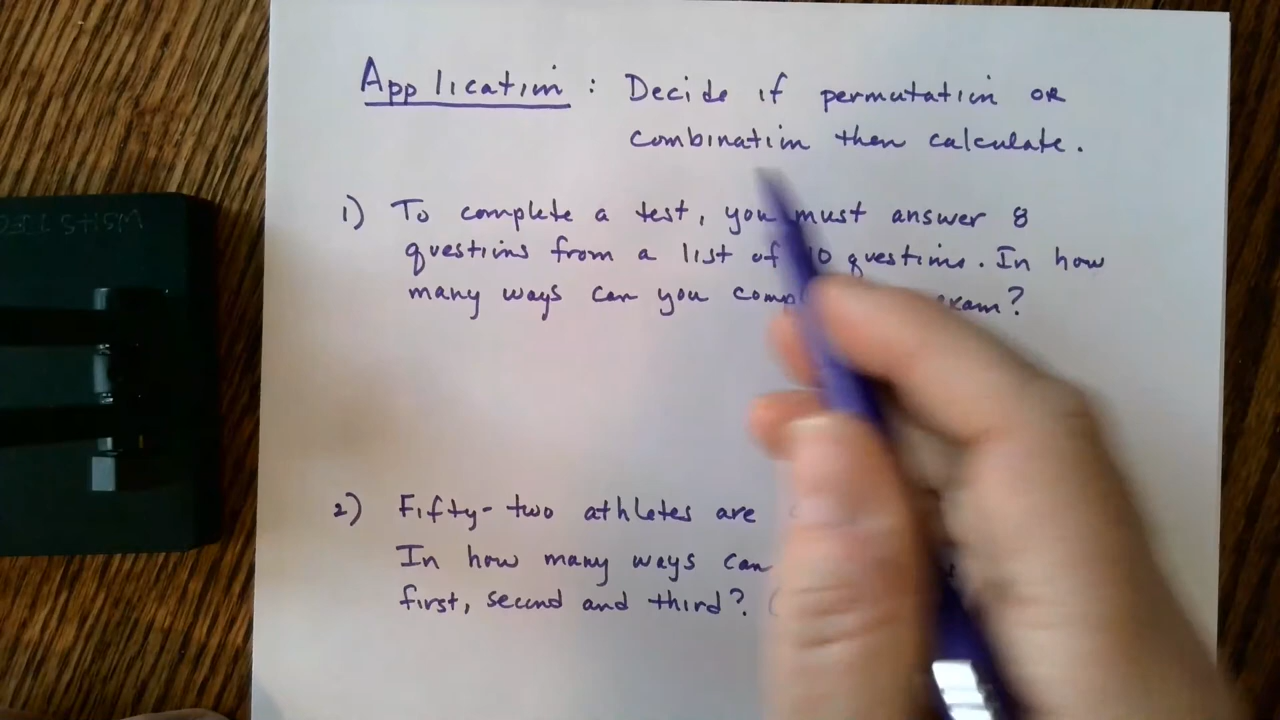 Application : Decide if permutation OR
combination then calculate.
1) To complete a test, you must answer 8
questions from a list of 10 questions. In how
many ways can you exam?
2) Fifty-two athletes are
In how many ways can
first, second and third?